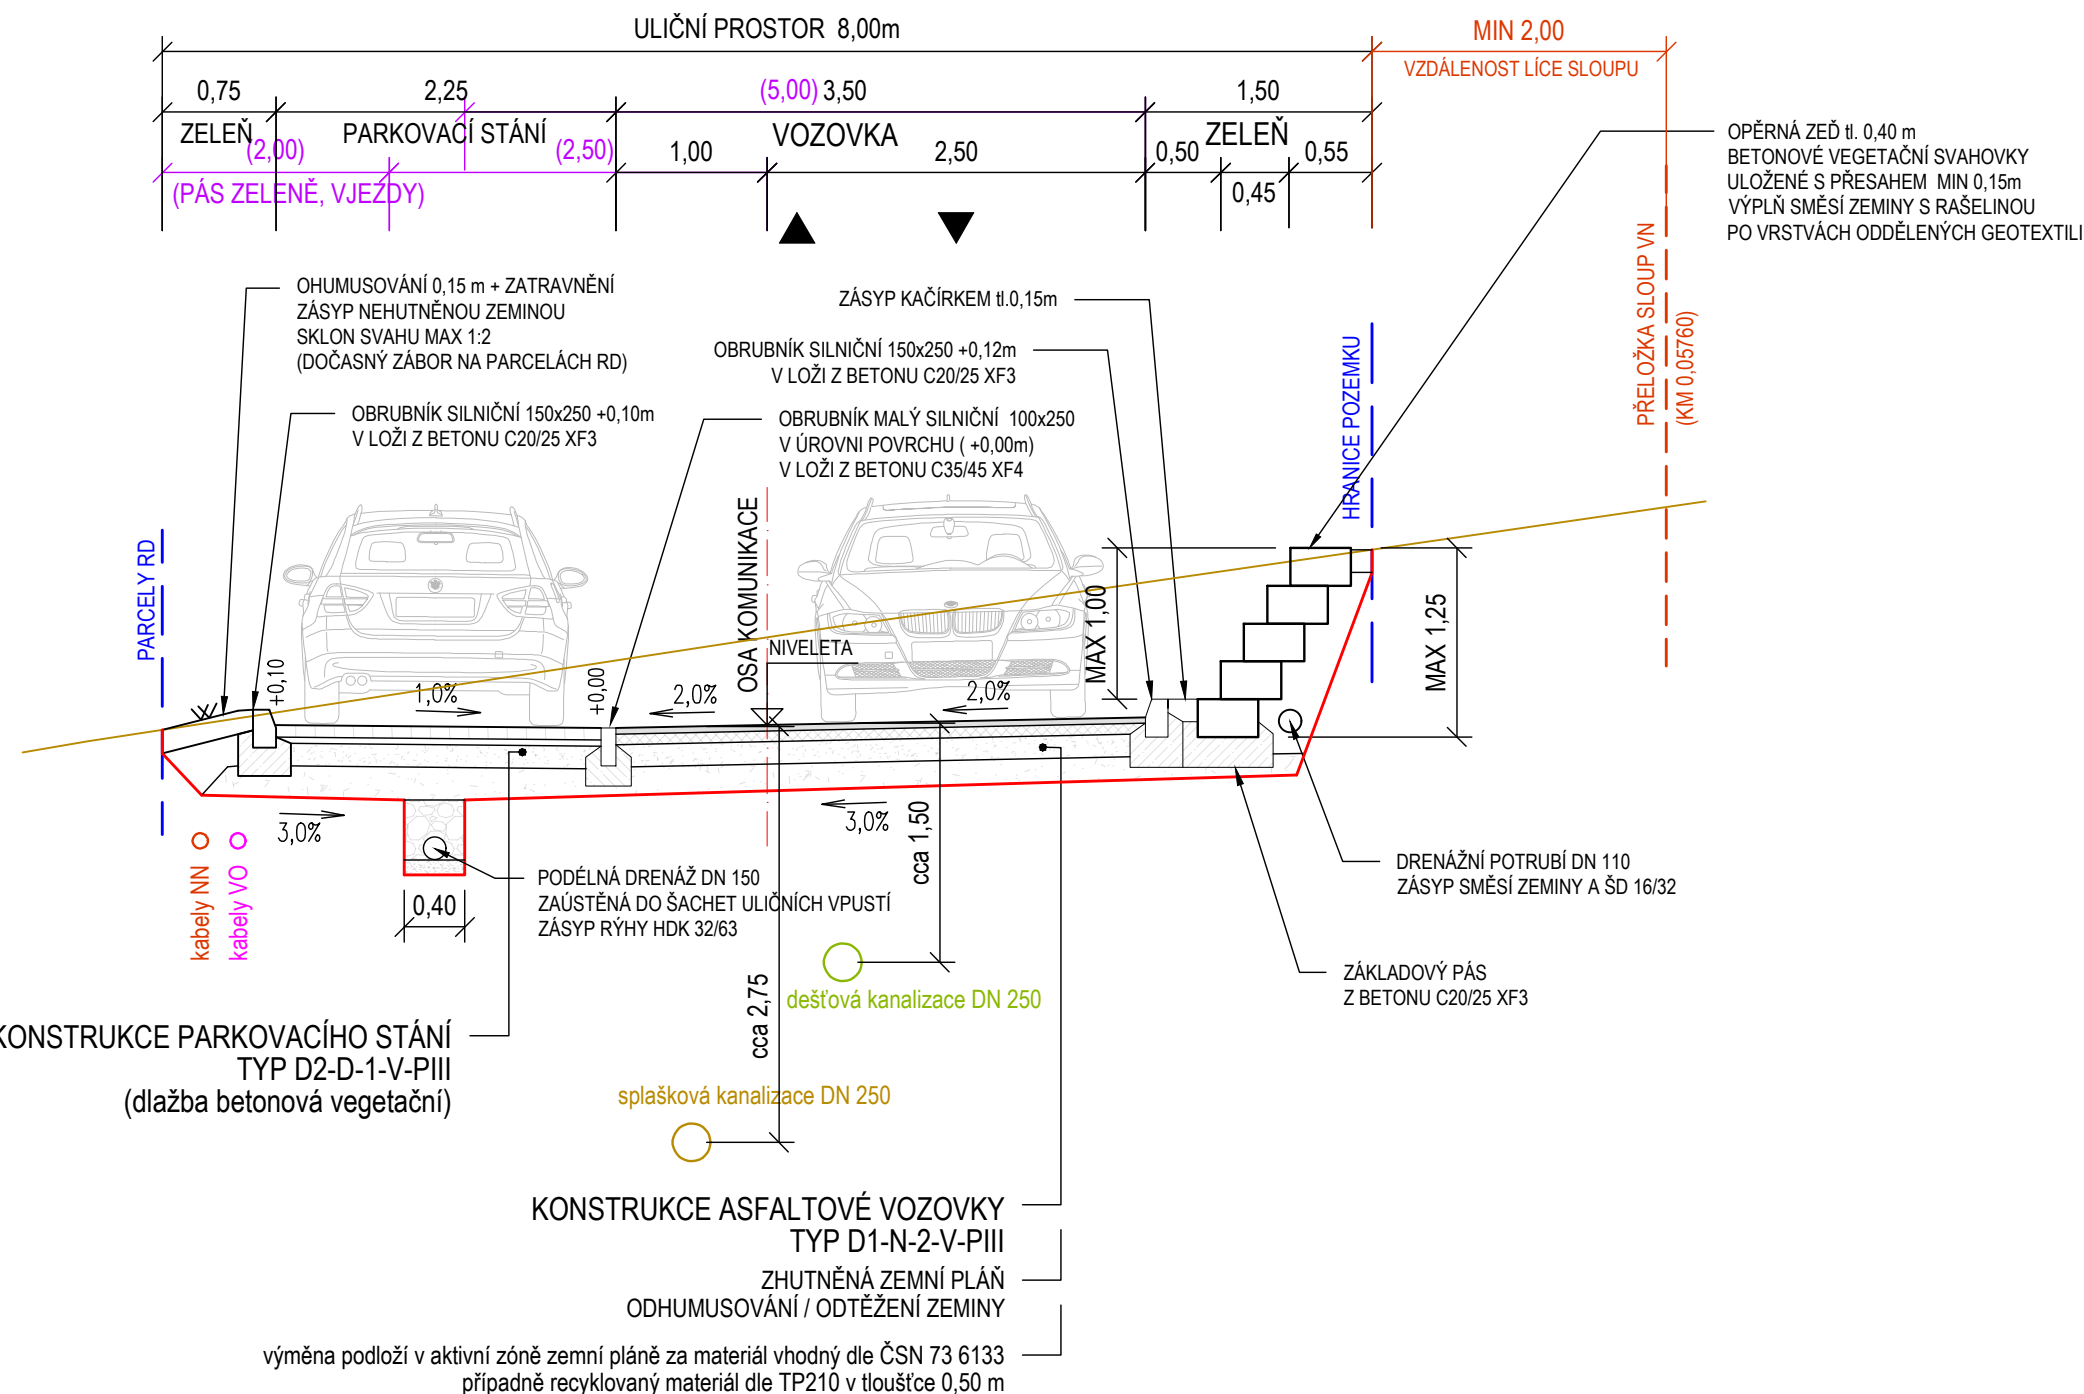 ULIČNÍ PROSTOR  8,00m
MIN 2,00
VZDÁLENOST LÍCE SLOUPU
0,75
2,25
(5,00) 3,50
1,50
ZELEŇ
PARKOVACÍ STÁNÍ
VOZOVKA
ZELEŇ
(2,00)
(2,50)
1,00
2,50
0,50
0,55
(PÁS ZELENĚ, VJEZDY)
0,45
OPĚRNÁ ZEĎ tl. 0,40 m
BETONOVÉ VEGETAČNÍ SVAHOVKY
ULOŽENÉ S PŘESAHEM  MIN 0,15m
VÝPLŇ SMĚSÍ ZEMINY S RAŠELINOU
PO VRSTVÁCH ODDĚLENÝCH GEOTEXTILI
OHUMUSOVÁNÍ 0,15 m + ZATRAVNĚNÍ
ZÁSYP NEHUTNĚNOU ZEMINOU
SKLON SVAHU MAX 1:2
(DOČASNÝ ZÁBOR NA PARCELÁCH RD)
ZÁSYP KAČÍRKEM tl.0,15m
OBRUBNÍK SILNIČNÍ 150x250 +0,12m
V LOŽI Z BETONU C20/25 XF3
OBRUBNÍK SILNIČNÍ 150x250 +0,10m
V LOŽI Z BETONU C20/25 XF3
OBRUBNÍK MALÝ SILNIČNÍ  100x250
V ÚROVNI POVRCHU ( +0,00m)
V LOŽI Z BETONU C35/45 XF4
PŘELOŽKA SLOUP VN
(KM 0,05760)
HRANICE POZEMKU
PARCELY RD
OSA KOMUNIKACE
NIVELETA
MAX 1,00
MAX 1,25
+0,10
+0,00
1,0%
2,0%
2,0%
3,0%
3,0%
cca 1,50
cca 2,75
0,40
kabely NN
kabely VO
PODÉLNÁ DRENÁŽ DN 150
ZAÚSTĚNÁ DO ŠACHET ULIČNÍCH VPUSTÍ
ZÁSYP RÝHY HDK 32/63
DRENÁŽNÍ POTRUBÍ DN 110
ZÁSYP SMĚSÍ ZEMINY A ŠD 16/32
ZÁKLADOVÝ PÁS
Z BETONU C20/25 XF3
dešťová kanalizace DN 250
splašková kanalizace DN 250
KONSTRUKCE PARKOVACÍHO STÁNÍ
TYP D2-D-1-V-PIII
(dlažba betonová vegetační)
KONSTRUKCE ASFALTOVÉ VOZOVKY
TYP D1-N-2-V-PIII
ZHUTNĚNÁ ZEMNÍ PLÁŇ
ODHUMUSOVÁNÍ / ODTĚŽENÍ ZEMINY
výměna podloží v aktivní zóně zemní pláně za materiál vhodný dle ČSN 73 6133
případně recyklovaný materiál dle TP210 v tloušťce 0,50 m